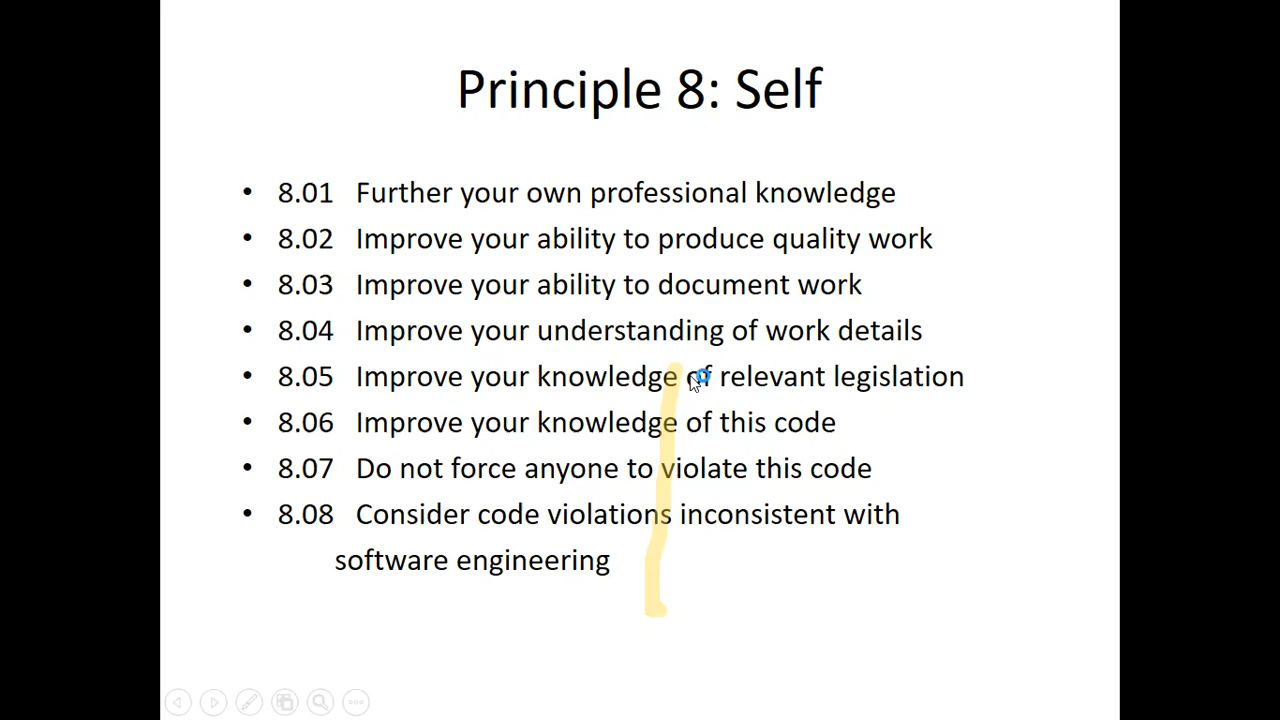 Principle 8: Self
• 8.01 Further your own professional knowledge
• 8.02 Improve your ability to produce quality work
• 8.03 Improve your ability to document work
• 8.04 Improve your understanding of work details
• 8.05 Improve your knowledge of relevant legislation
• 8.06 Improve your knowledge of this code
• 8.07 Do not force anyone to violate this code
• 8.08 Consider code violations inconsistent with
software engineering